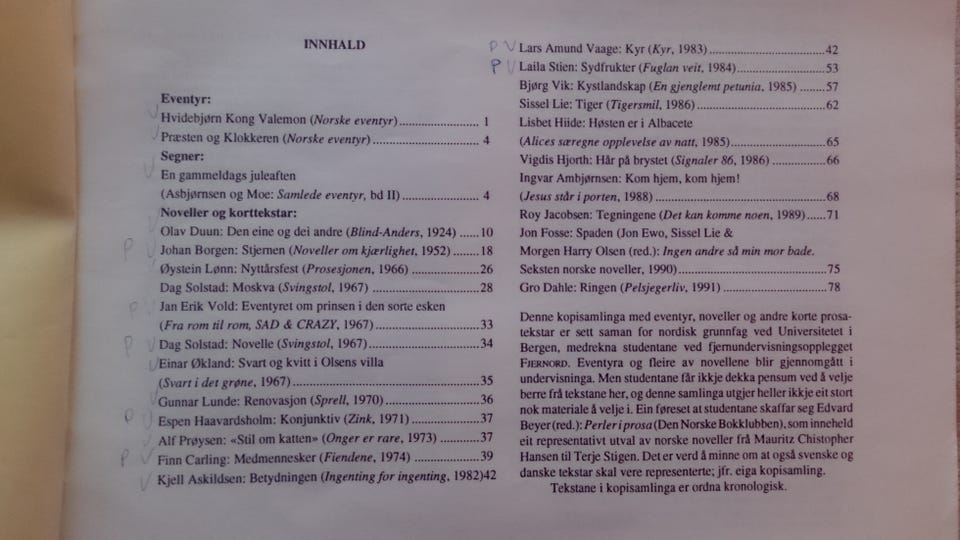 INNHALD
Eventyr:
Hvidebjørn Kong Valemon (Norske eventyr) ........................ 1
Præsten og Klokkeren (Norske eventyr) ............................. 4
Segner:
En gammeldags juleaften
(Asbjørnsen og Moe: Samlede eventyr, bd II) ..................... 4
Noveller og korttekstar:
Olav Duun: Den eine og dei andre (Blind-Anders, 1924) ...... 10
Johan Borgen: Stjernen (Noveller om kjærlighet, 1952) ........ 18
Øystein Lønn: Nyttårsfest (Prosesjonen, 1966) .................... 26
Dag Solstad: Moskva (Svingstol, 1967) .............................. 28
Jan Erik Vold: Eventyret om prinsen i den sorte esken
(Fra rom til rom, SAD & CRAZY, 1967) ............................ 33
Dag Solstad: Novelle (Svingstol, 1967) .............................. 34
Einar Økland: Svart og kvitt i Olsens villa
(Svart i det grøne, 1967) ................................................ 35
Gunnar Lunde: Renovasjon (Sprell, 1970) .......................... 36
Espen Haavardsholm: Konjunktiv (Zink, 1971) .................... 37
Alf Prøysen: «Stil om katten» (Onger er rare, 1973) ............ 37
Finn Carling: Medmennesker (Fiendene, 1974) ................... 39
Kjell Askildsen: Betydningen (Ingenting for ingenting, 1982)42
P V Lars Amund Vaage: Kyr (Kyr, 1983) ............................. 42
P V Laila Stien: Sydfrukter (Fuglan veit, 1984) ...................... 53
Bjørg Vik: Kystlandskap (En gjenglemt petunia, 1985) ....... 57
Sissel Lie: Tiger (Tigersmil, 1986) .................................... 62
Lisbet Hiide: Høsten er i Albacete
(Alices særegne opplevelse av natt, 1985) ......................... 65
Vigdis Hjorth: Hår på brystet (Signaler 86, 1986) .............. 66
Ingvar Ambjørnsen: Kom hjem, kom hjem!
(Jesus står i porten, 1988) ............................................... 68
Roy Jacobsen: Tegningene (Det kan komme noen, 1989) ..... 71
Jon Fosse: Spaden (Jon Ewo, Sissel Lie &
Morgen Harry Olsen (red.): Ingen andre så min mor bade.
Seksten norske noveller, 1990) ......................................... 75
Gro Dahle: Ringen (Pelsjegerliv, 1991) .............................. 78
Denne kopisamlinga med eventyr, noveller og andre korte prosa-
tekstar er sett saman for nordisk grunnfag ved Universitetet i
Bergen, medrekna studentane ved fjernundervisningsopplegget
FJERNORD. Eventyra og fleire av novellene blir gjennomgått i
undervisninga. Men studentane får ikkje dekka pensum ved å velje
berre frå tekstane her, og denne samlinga utgjer heller ikkje eit stort
nok materiale å velje i. Ein føreset at studentane skaffar seg Edvard
Beyer (red.): Perler i prosa (Den Norske Bokklubben), som inneheld
eit representativt utval av norske noveller frå Mauritz Chistopher
Hansen til Terje Stigen. Det er verd å minne om at også svenske og
danske tekstar skal vere representerte; jfr. eiga kopisamling.
Tekstane i kopisamlinga er ordna kronologisk.